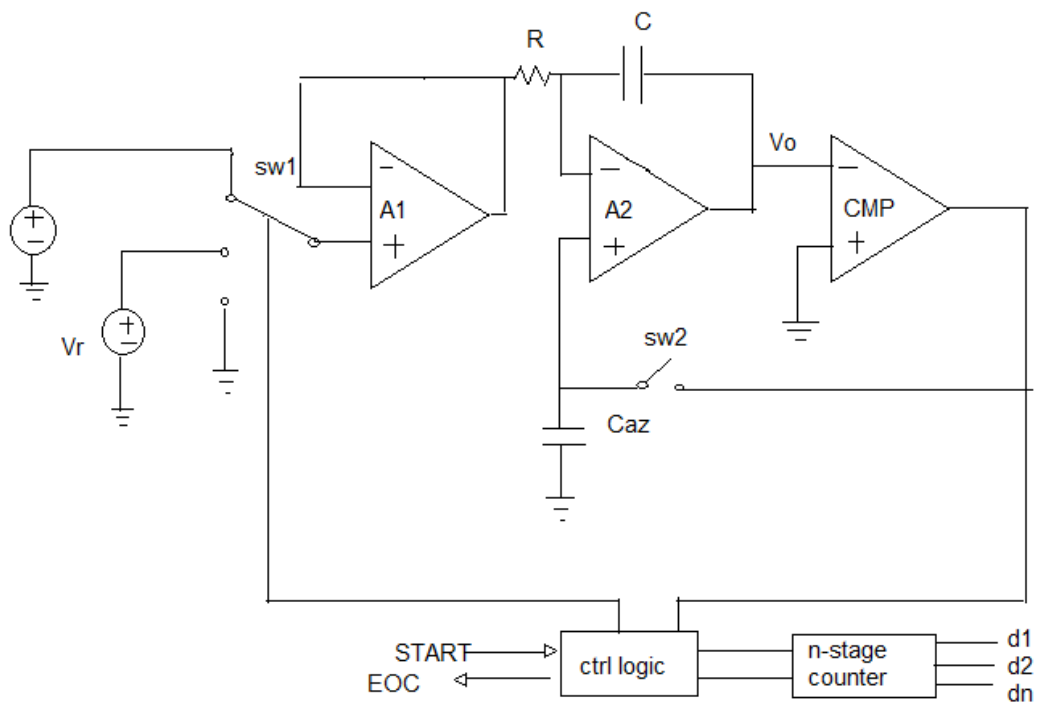 C
R
Vo
sw1
A1
A2
CMP
Vr
sw2
Caz
START
EOC
ctrl logic
n-stage
counter
d1
d2
dn